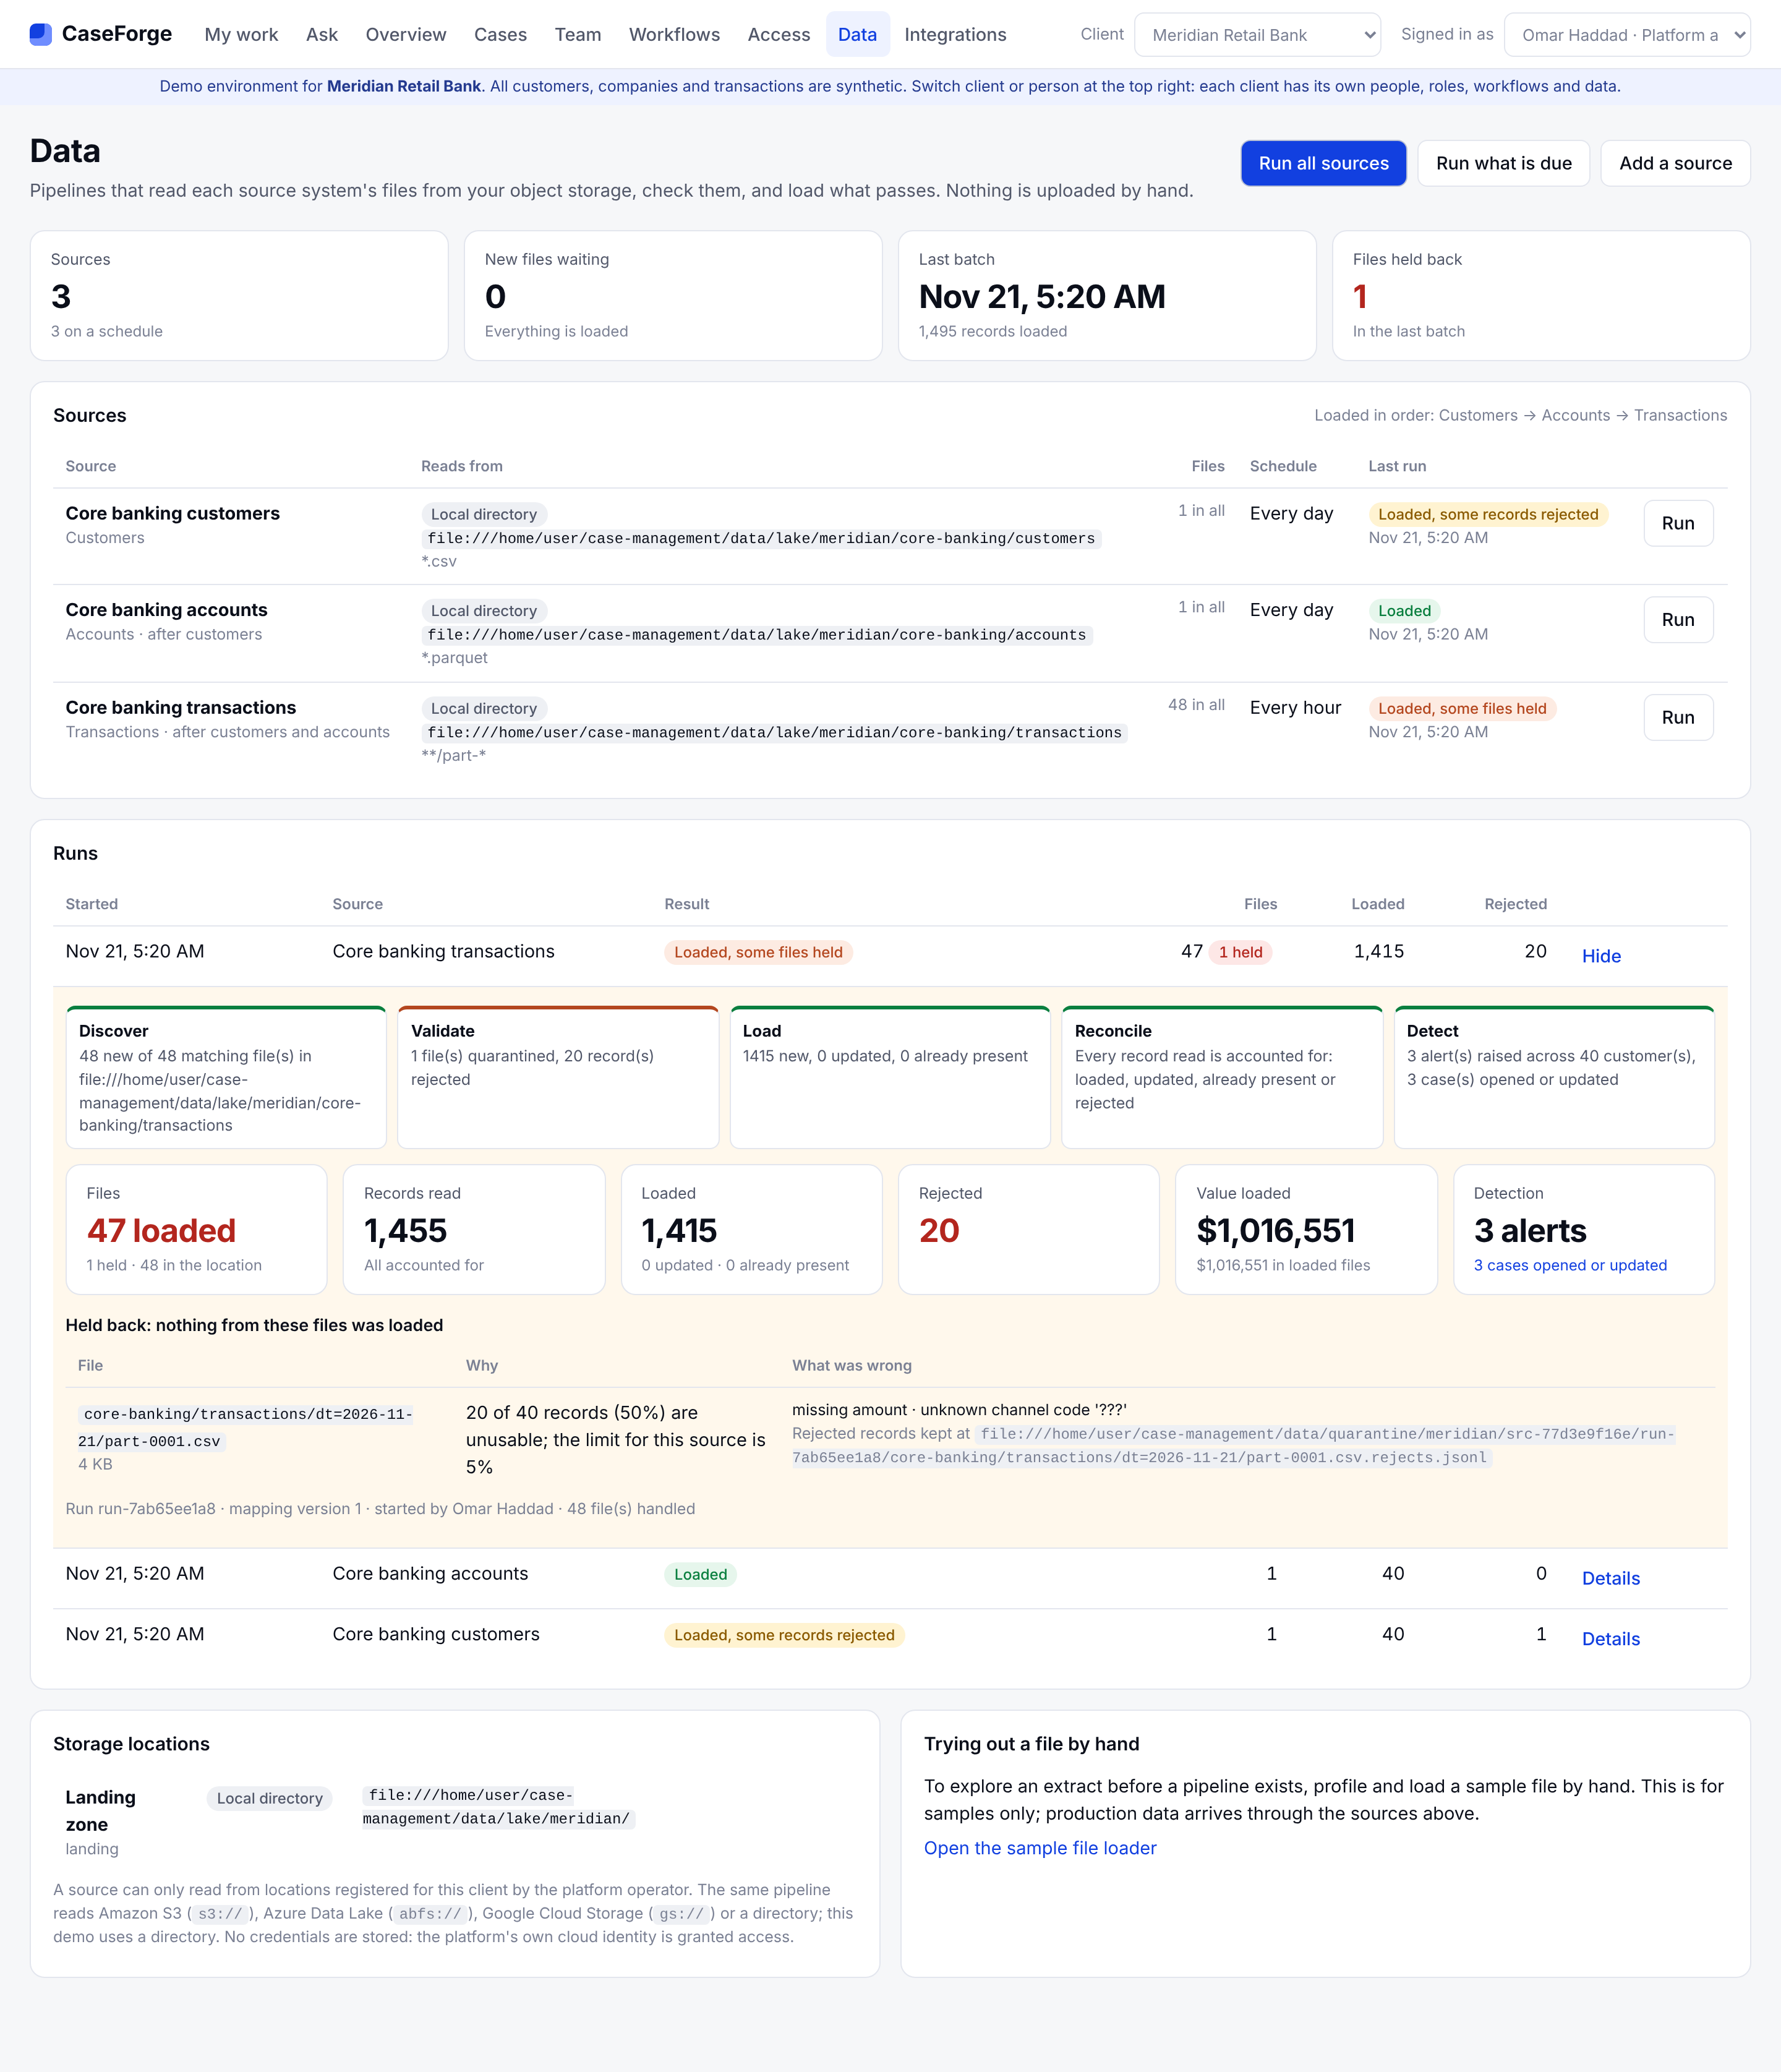 CaseForge My work Ask Overview Cases Team Workflows Access Data Integrations Client Meridian Retail Bank Signed in as Omar Haddad · Platform a
Demo environment for Meridian Retail Bank. All customers, companies and transactions are synthetic. Switch client or person at the top right: each client has its own people, roles, workflows and data.
Data
Pipelines that read each source system's files from your object storage, check them, and load what passes. Nothing is uploaded by hand.
Run all sources Run what is due Add a source
Sources
3
3 on a schedule
New files waiting
0
Everything is loaded
Last batch
Nov 21, 5:20 AM
1,495 records loaded
Files held back
1
In the last batch
Sources
Loaded in order: Customers → Accounts → Transactions
Source Reads from Files Schedule Last run
Core banking customers
Customers
Local directory
file:///home/user/case-management/data/lake/meridian/core-banking/customers
*.csv
1 in all
Every day
Loaded, some records rejected
Nov 21, 5:20 AM
Run
Core banking accounts
Accounts · after customers
Local directory
file:///home/user/case-management/data/lake/meridian/core-banking/accounts
*.parquet
1 in all
Every day
Loaded
Nov 21, 5:20 AM
Run
Core banking transactions
Transactions · after customers and accounts
Local directory
file:///home/user/case-management/data/lake/meridian/core-banking/transactions
**/part-*
48 in all
Every hour
Loaded, some files held
Nov 21, 5:20 AM
Run
Runs
Started Source Result Files Loaded Rejected
Nov 21, 5:20 AM Core banking transactions Loaded, some files held 47 1 held 1,415 20 Hide
Discover
48 new of 48 matching file(s) in
file:///home/user/case-
management/data/lake/meridian/core-
banking/transactions
Validate
1 file(s) quarantined, 20 record(s)
rejected
Load
1415 new, 0 updated, 0 already present
Reconcile
Every record read is accounted for:
loaded, updated, already present or
rejected
Detect
3 alert(s) raised across 40 customer(s),
3 case(s) opened or updated
Files
47 loaded
1 held · 48 in the location
Records read
1,455
All accounted for
Loaded
1,415
0 updated · 0 already present
Rejected
20
Value loaded
$1,016,551
$1,016,551 in loaded files
Detection
3 alerts
3 cases opened or updated
Held back: nothing from these files was loaded
File Why What was wrong
core-banking/transactions/dt=2026-11-
21/part-0001.csv
4 KB
20 of 40 records (50%) are
unusable; the limit for this source is
5%
missing amount · unknown channel code '???'
Rejected records kept at file:///home/user/case-management/data/quarantine/meridian/src-77d3e9f16e/run-
7ab65ee1a8/core-banking/transactions/dt=2026-11-21/part-0001.csv.rejects.jsonl
Run run-7ab65ee1a8 · mapping version 1 · started by Omar Haddad · 48 file(s) handled
Nov 21, 5:20 AM Core banking accounts Loaded 1 40 0 Details
Nov 21, 5:20 AM Core banking customers Loaded, some records rejected 1 40 1 Details
Storage locations
Landing
zone
landing
Local directory
file:///home/user/case-
management/data/lake/meridian/
A source can only read from locations registered for this client by the platform operator. The same pipeline
reads Amazon S3 (s3://), Azure Data Lake (abfs://), Google Cloud Storage (gs://) or a directory; this
demo uses a directory. No credentials are stored: the platform's own cloud identity is granted access.
Trying out a file by hand
To explore an extract before a pipeline exists, profile and load a sample file by hand. This is for
samples only; production data arrives through the sources above.
Open the sample file loader